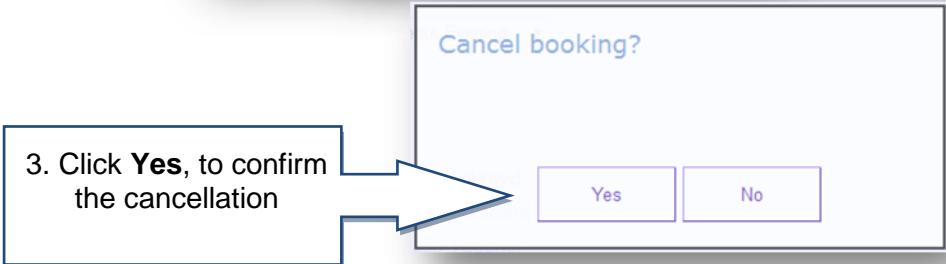 Cancel booking?
3. Click Yes, to confirm
the cancellation
Yes
No